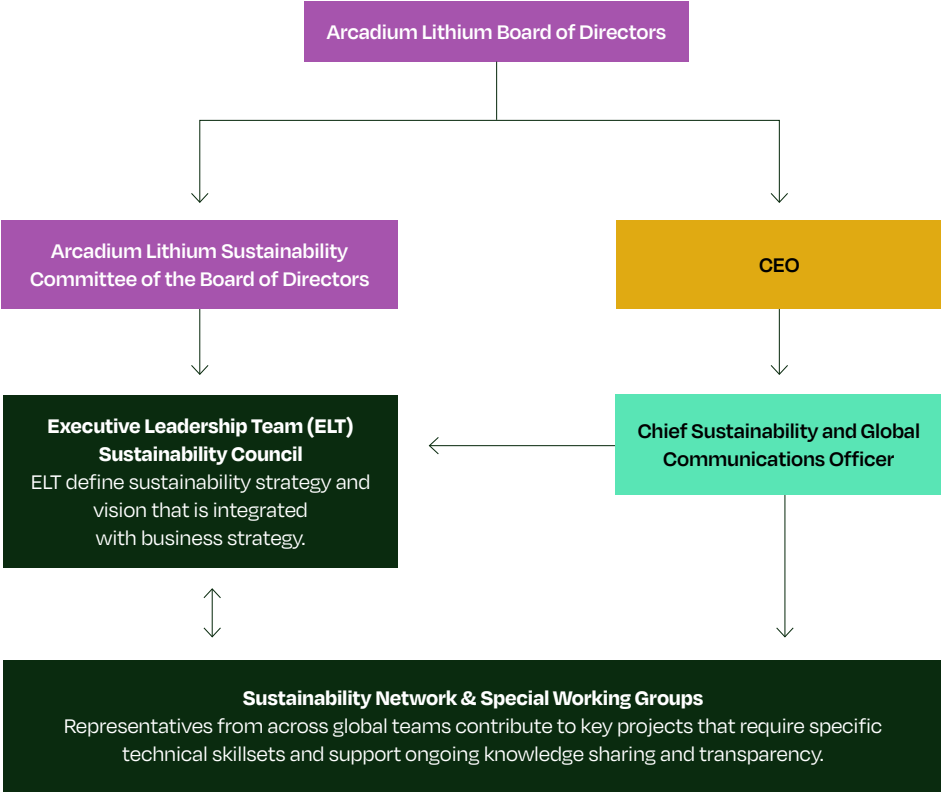 Arcadium Lithium Board of Directors
Arcadium Lithium Sustainability
Committee of the Board of Directors
CEO
Executive Leadership Team (ELT)
Sustainability Council
ELT define sustainability strategy and
vision that is integrated
with business strategy.
Chief Sustainability and Global
Communications Officer
Sustainability Network & Special Working Groups
Representatives from across global teams contribute to key projects that require specific
technical skillsets and support ongoing knowledge sharing and transparency.